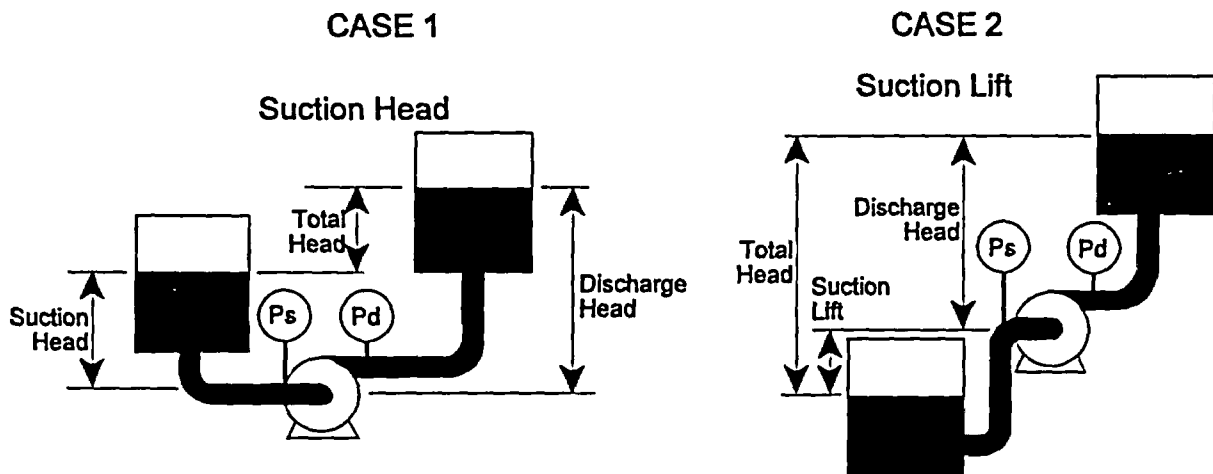 CASE 1
Suction Head
Total
Head
Suction
Head
Ps
Pd
Discharge
Head
CASE 2
Suction Lift
Discharge
Head
Total
Head
Suction
Lift
Ps
Pd